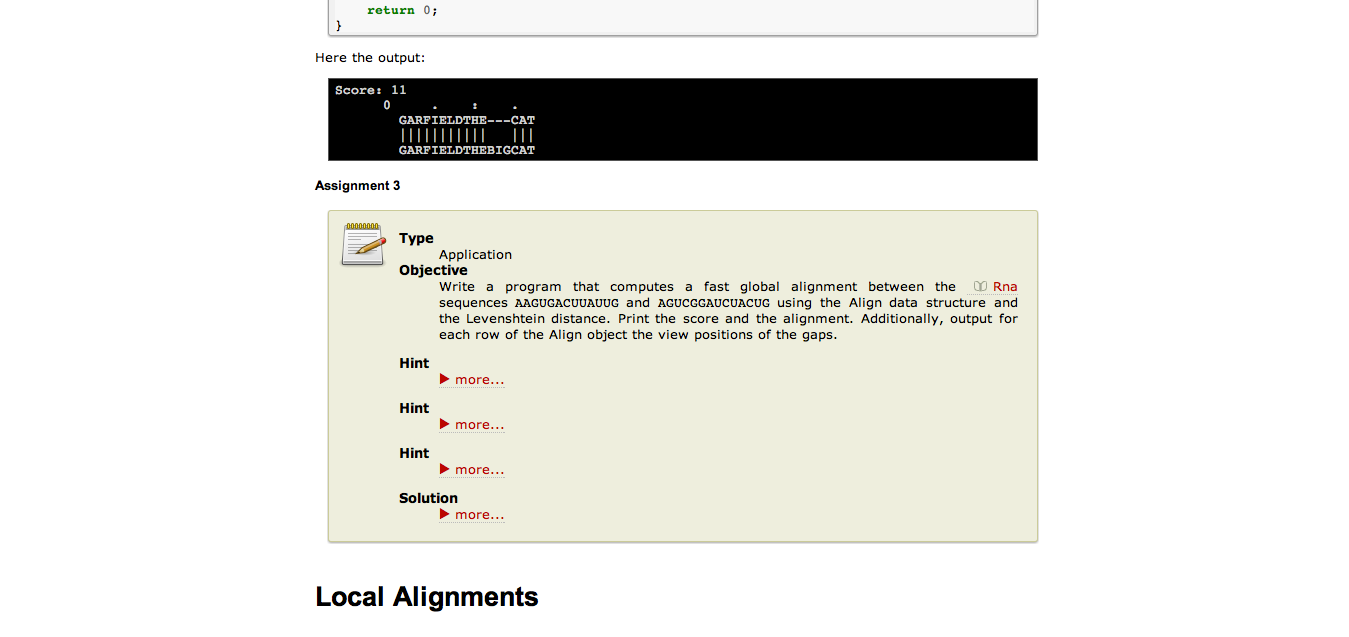 return 0;
}
Here the output:
Score: 11
0 . : .
GARFIELDTHE---CAT
||||||||||| |||
GARFIELDTHEBIGCAT
Assignment 3
Type
Application
Objective
Write a program that computes a fast global alignment between the Rna
sequences AAGUGACUUAUUG and AGUCGGAUCUACUG using the Align data structure and
the Levenshtein distance. Print the score and the alignment. Additionally, output for
each row of the Align object the view positions of the gaps.
Hint
more...
Hint
more...
Hint
more...
Solution
more...
Local Alignments